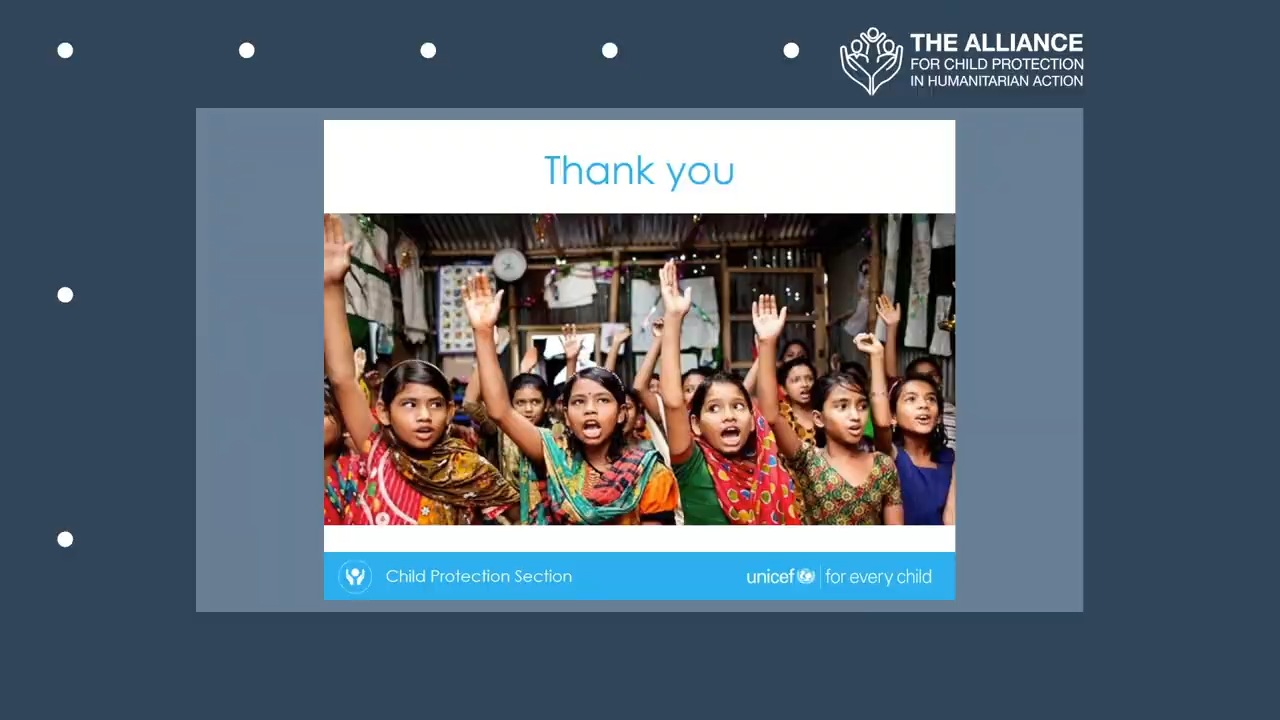 THE ALLIANCE
FOR CHILD PROTECTION
IN HUMANITARIAN ACTION
Thank you
Child Protection Section
unicef for every child